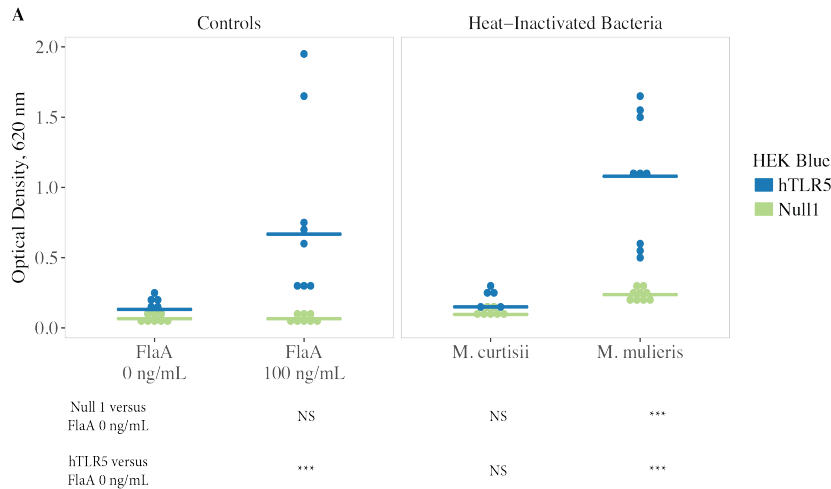 A
Controls
Heat−Inactivated Bacteria
Optical Density, 620 nm
2.0
1.5
1.0
0.5
0.0
HEK Blue
hTLR5
Null1
FlaA
0 ng/mL
FlaA
100 ng/mL
M. curtisii
M. mulieris
Null 1 versus
FlaA 0 ng/mL
NS
NS
***
hTLR5 versus
FlaA 0 ng/mL
***
NS
***